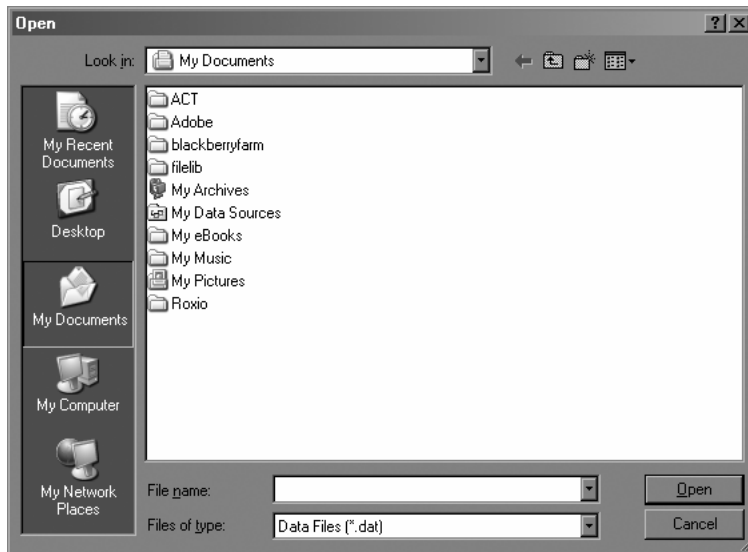 Open
Look in: My Documents
My Recent
Documents
Desktop
My Documents
My Computer
My Network
Places
ACT
Adobe
blackberryfarm
filelib
My Archives
My Data Sources
My eBooks
My Music
My Pictures
Roxio
File name:
Open
Files of type: Data Files (*.dat)
Cancel